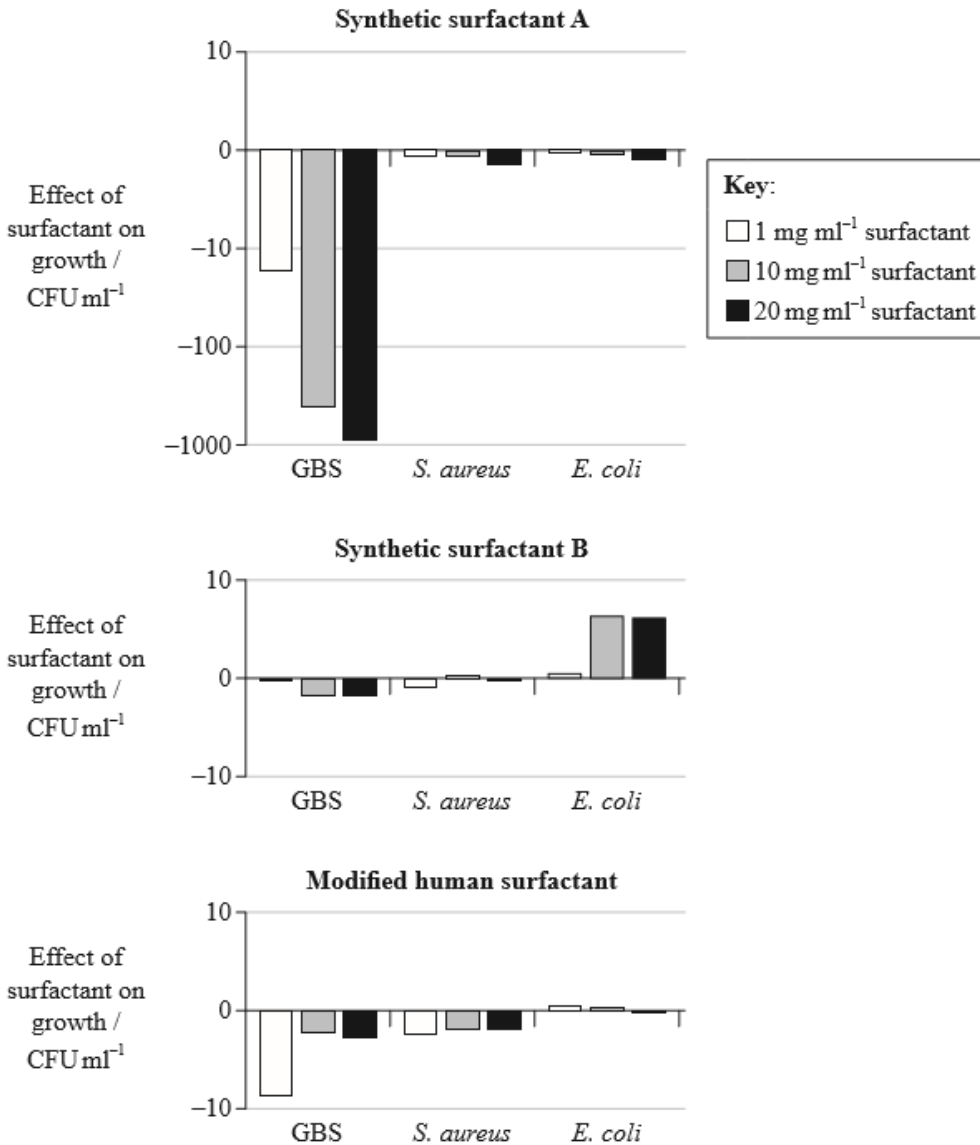 Synthetic surfactant A
10
0
−10
−100
−1000
Effect of
surfactant on
growth /
CFU ml⁻¹
GBS
S. aureus
E. coli
Key:
1 mg ml⁻¹ surfactant
10 mg ml⁻¹ surfactant
20 mg ml⁻¹ surfactant
Synthetic surfactant B
10
0
−10
Effect of
surfactant on
growth /
CFU ml⁻¹
GBS
S. aureus
E. coli
Modified human surfactant
10
0
−10
Effect of
surfactant on
growth /
CFU ml⁻¹
GBS
S. aureus
E. coli